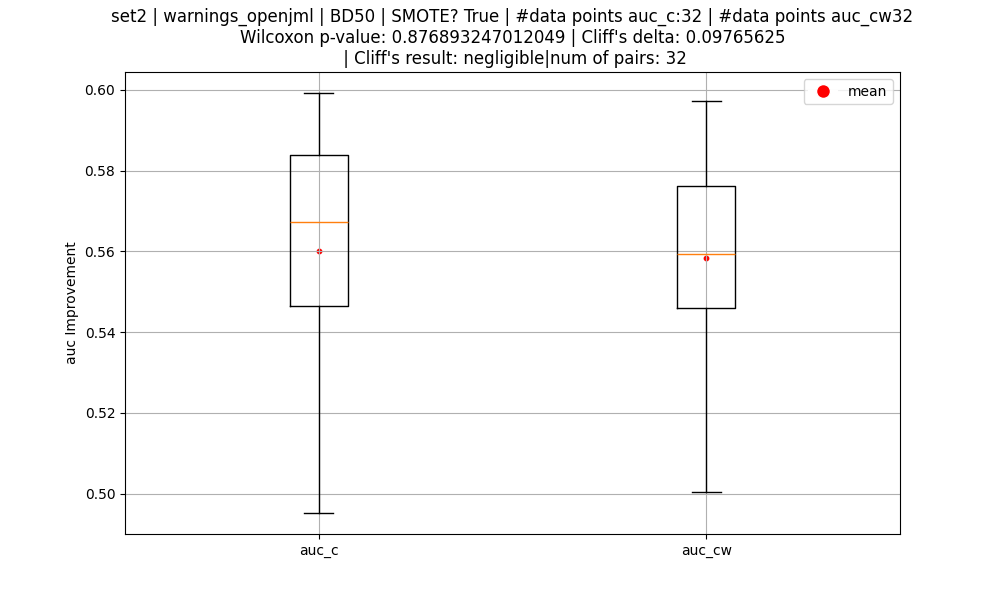 set2 | warnings_openjml | BD50 | SMOTE? True | #data points auc_c:32 | #data points auc_cw32
Wilcoxon p-value: 0.876893247012049 | Cliff's delta: 0.09765625
| Cliff's result: negligible|num of pairs: 32
mean
0.60
0.58
0.56
0.54
0.52
0.50
auc Improvement
auc_c
auc_cw